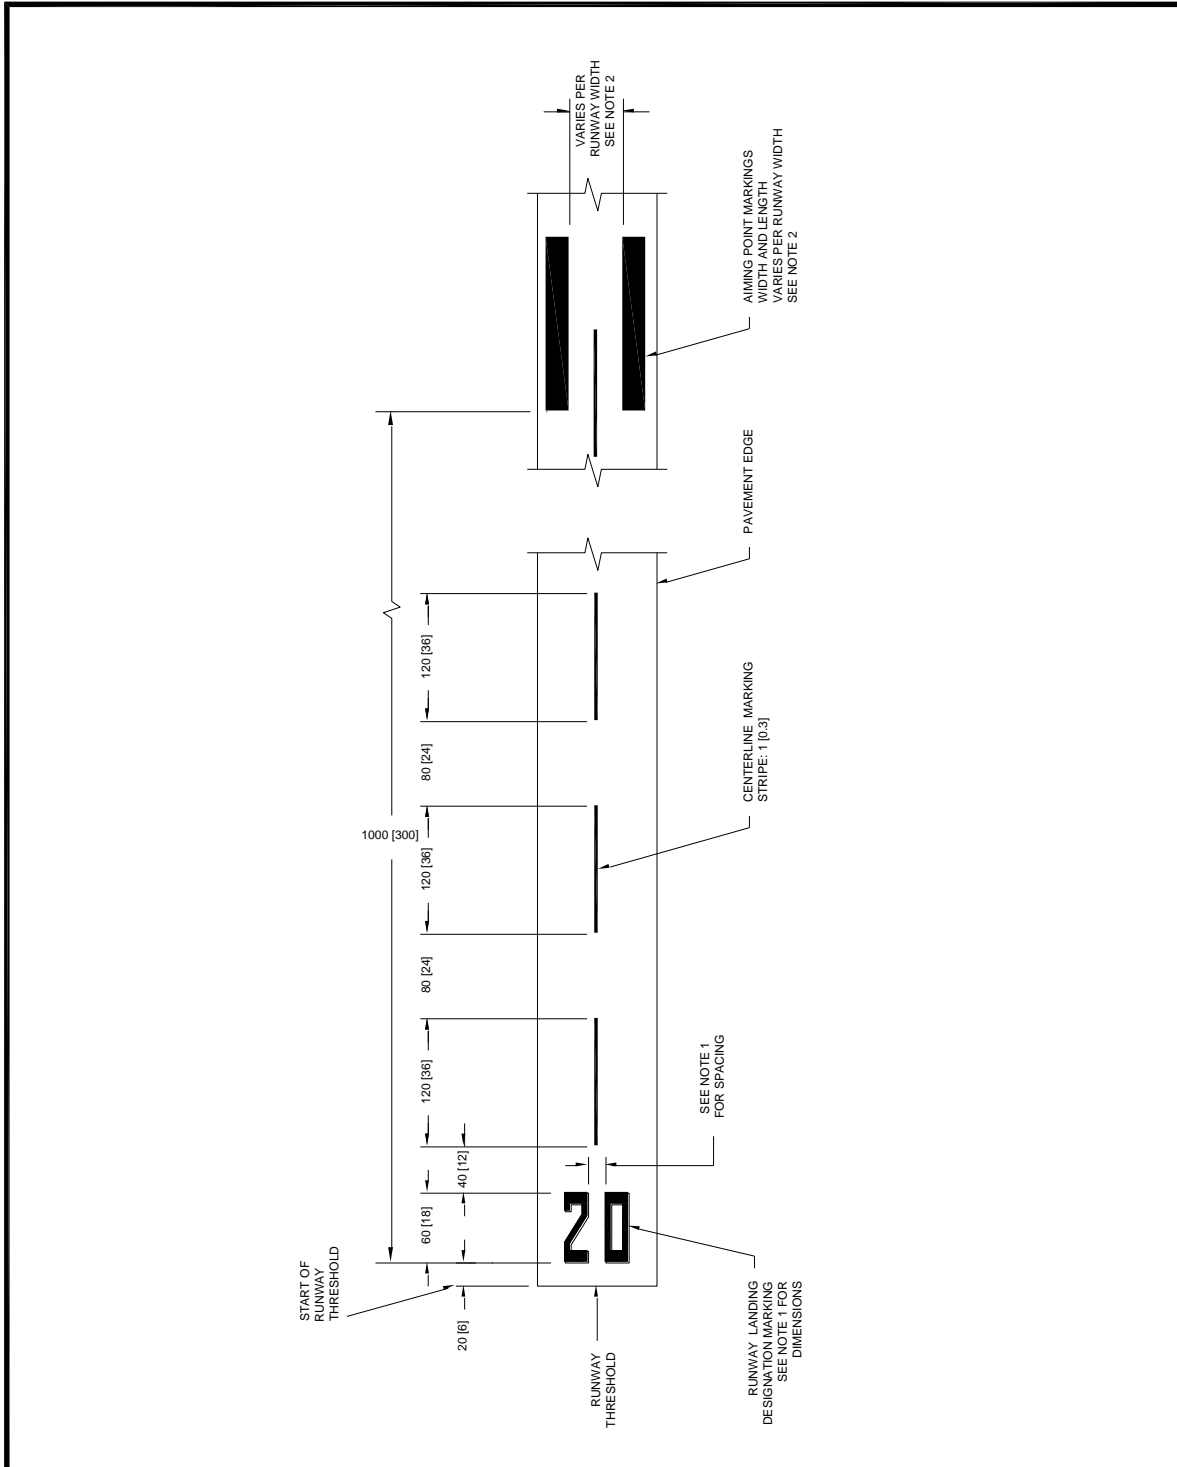 VARIES PER
RUNWAY WIDTH
SEE NOTE 2
AIMING POINT MARKINGS
WIDTH AND LENGTH
VARIES PER RUNWAY WIDTH
SEE NOTE 2
PAVEMENT EDGE
120 [36]
80 [24]
1000 [300]
120 [36]
80 [24]
120 [36]
CENTERLINE MARKING
STRIPE: 1 [0.3]
SEE NOTE 1
FOR SPACING
40 [12]
60 [18]
20 [6]
START OF
RUNWAY
THRESHOLD
20
RUNWAY
THRESHOLD
RUNWAY LANDING
DESIGNATION MARKING
SEE NOTE 1 FOR
DIMENSIONS